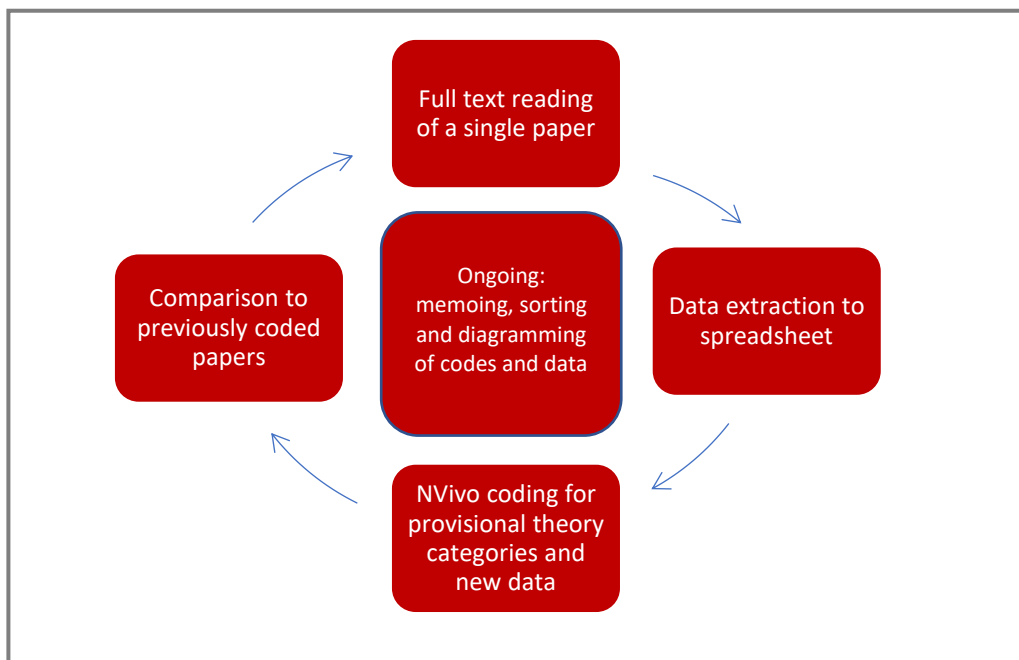 Full text reading
of a single paper
Ongoing:
memoing, sorting
and diagramming
of codes and data
Comparison to
previously coded
papers
Data extraction to
spreadsheet
NVivo coding for
provisional theory
categories and
new data